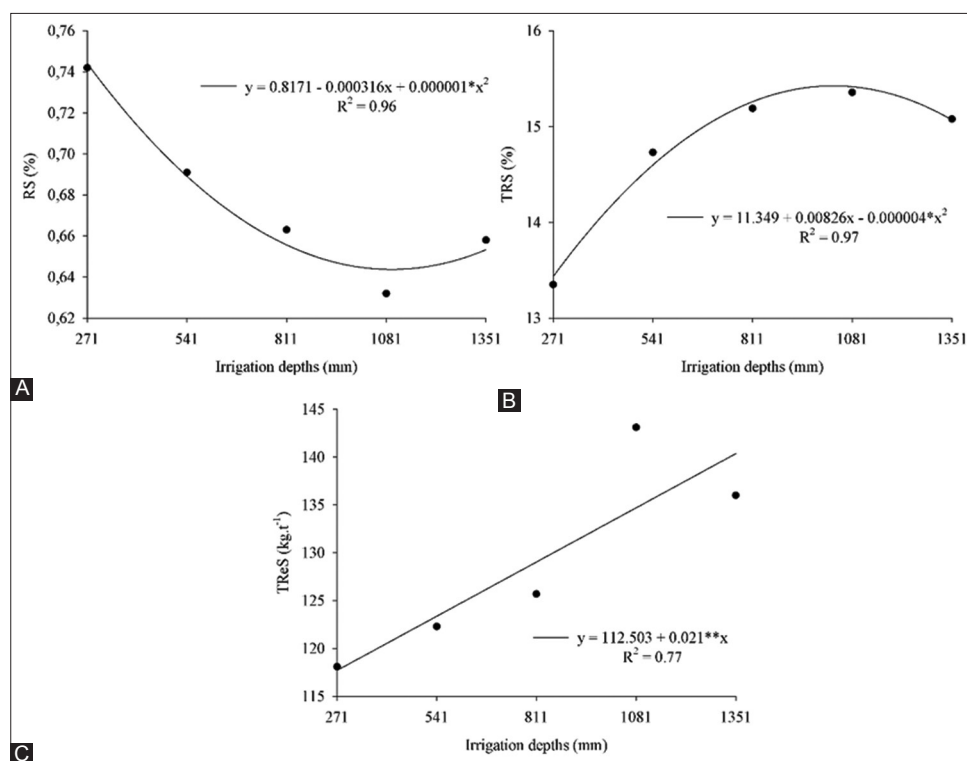 0,76
0,74
0,72
0,70
0,68
0,66
0,64
0,62
RS (%)
y = 0.8171 - 0.000316x + 0.000001*x²
R² = 0.96
271 541 811 1081 1351
Irrigation depths (mm)
A
16
15
14
13
TRS (%)
y = 11.349 + 0.00826x - 0.000004*x²
R² = 0.97
271 541 811 1081 1351
Irrigation depths (mm)
B
145
140
135
130
125
120
115
TReS (kg.t⁻¹)
y = 112.503 + 0.021**x
R² = 0.77
271 541 811 1081 1351
Irrigation depths (mm)
C